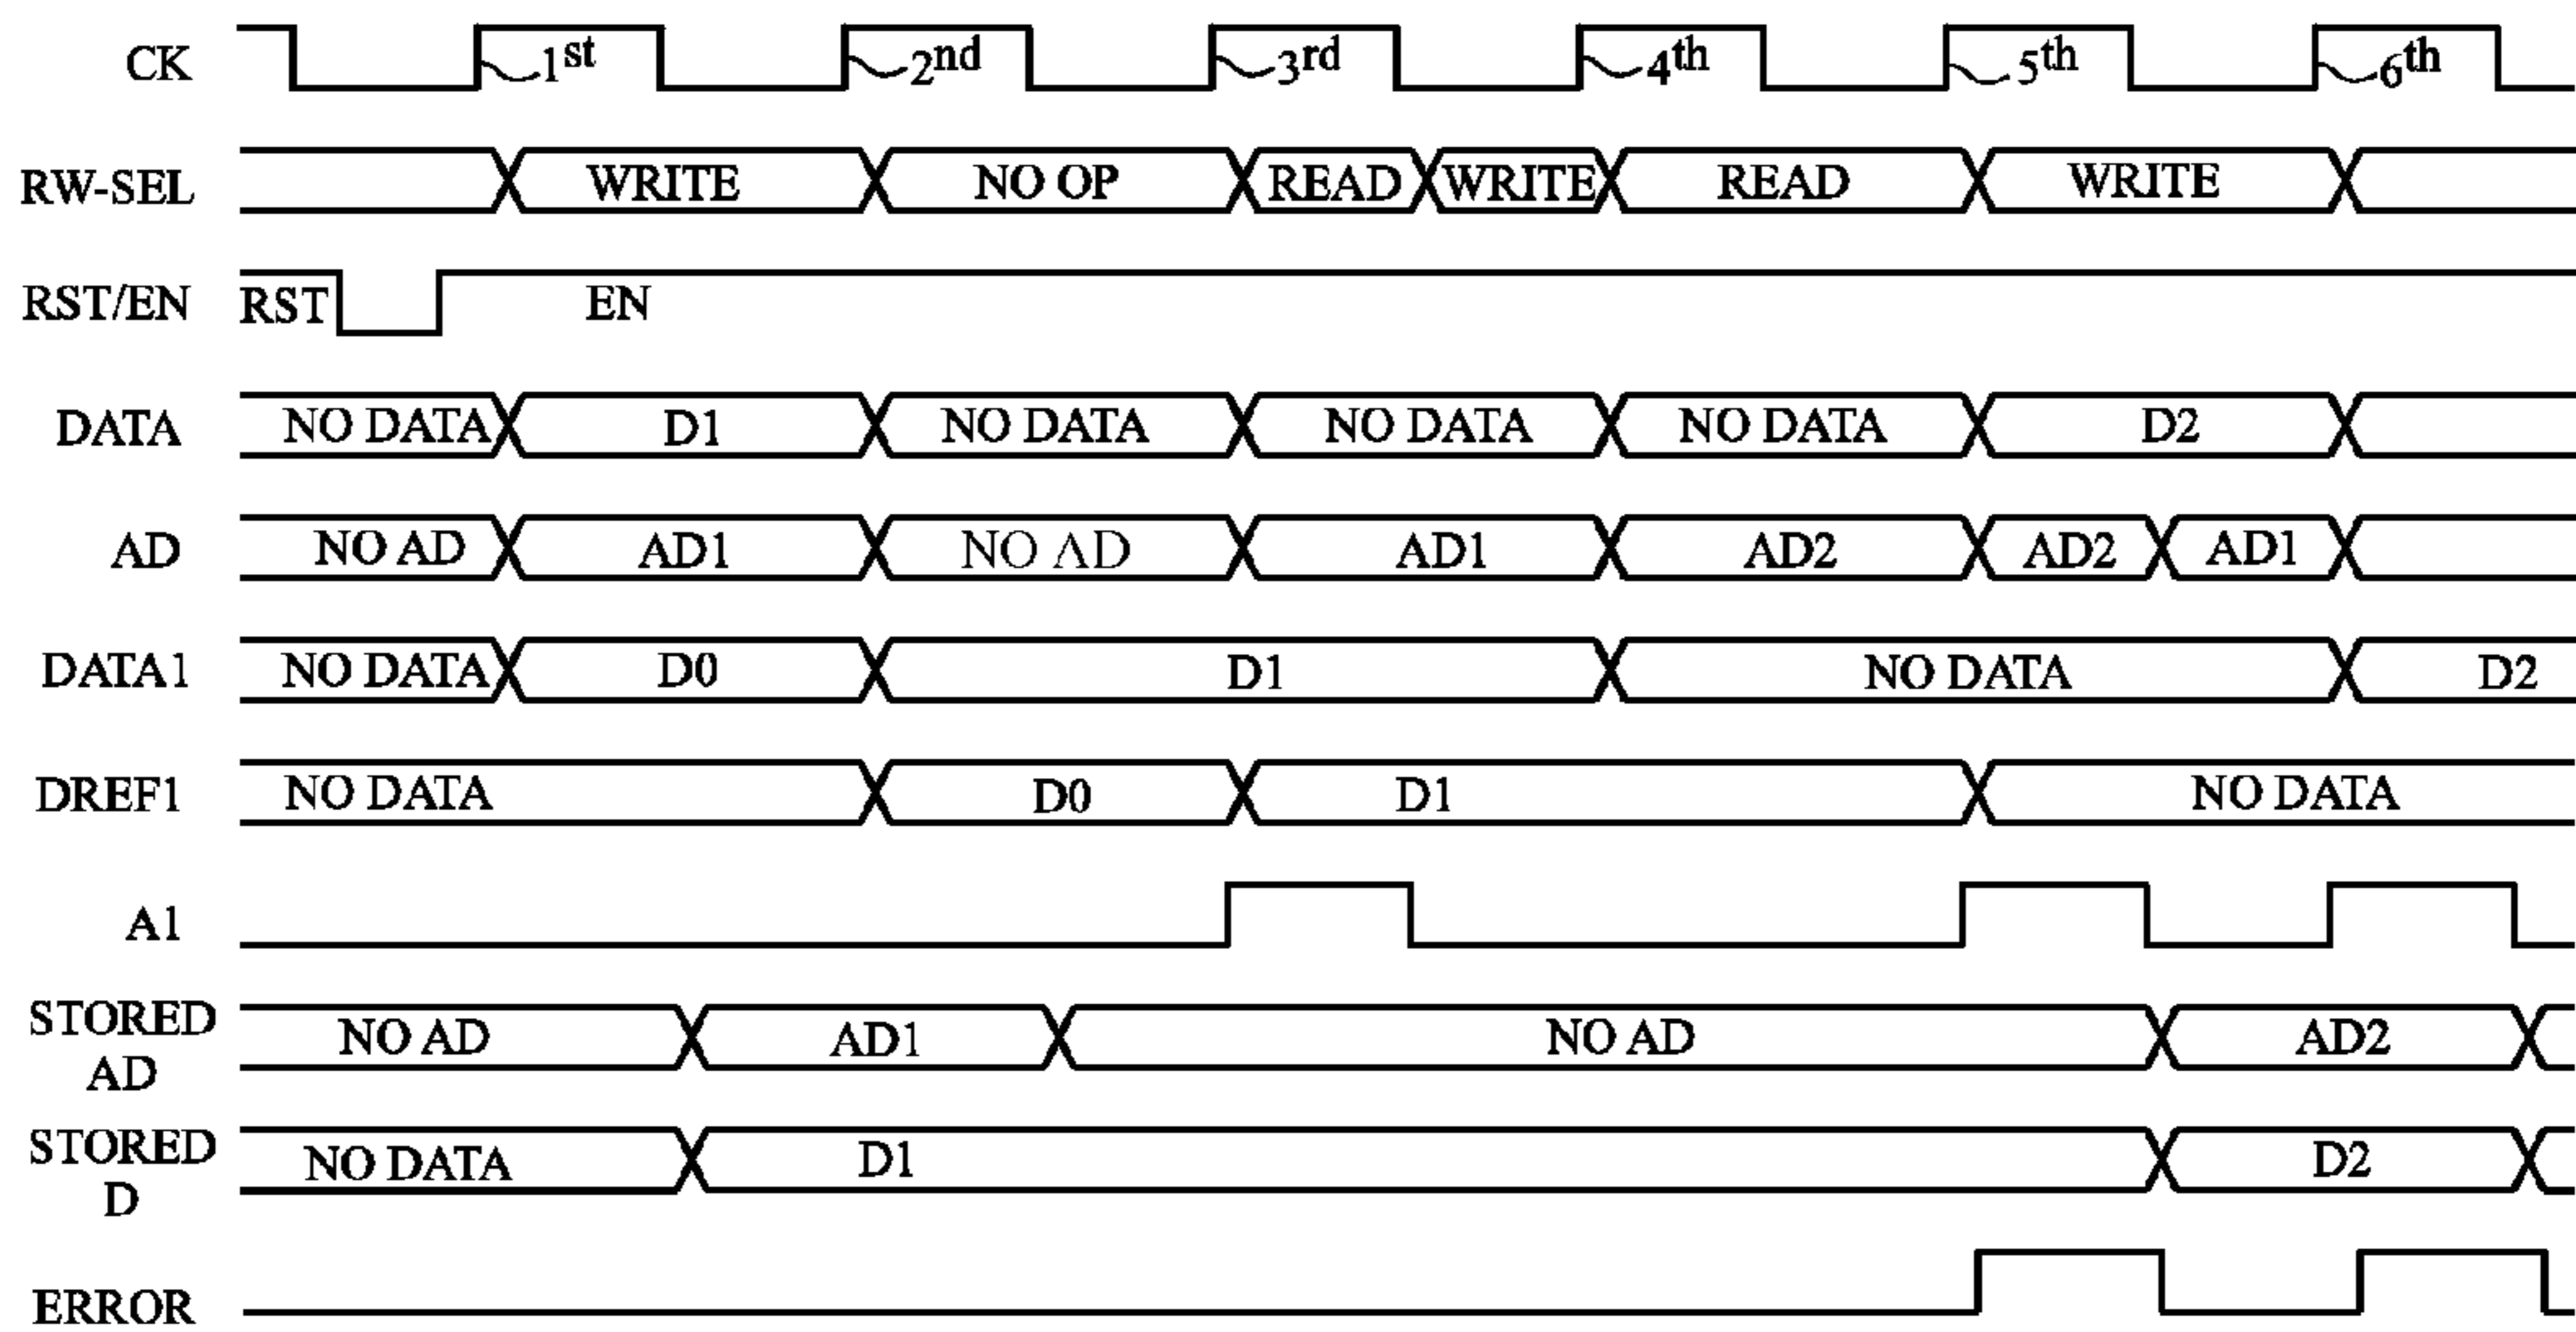 CK 1st 2nd 3rd 4th 5th 6th
RW-SEL WRITE NO OP READ WRITE READ WRITE
RST/EN RST EN
DATA NO DATA D1 NO DATA NO DATA NO DATA D2
AD NO AD AD1 NO AD AD1 AD2 AD2 AD1
DATA1 NO DATA D0 D1 NO DATA D2
DREF1 NO DATA D0 D1 NO DATA
A1
STORED
AD NO AD AD1 NO AD AD2
STORED
D NO DATA D1 D2
ERROR